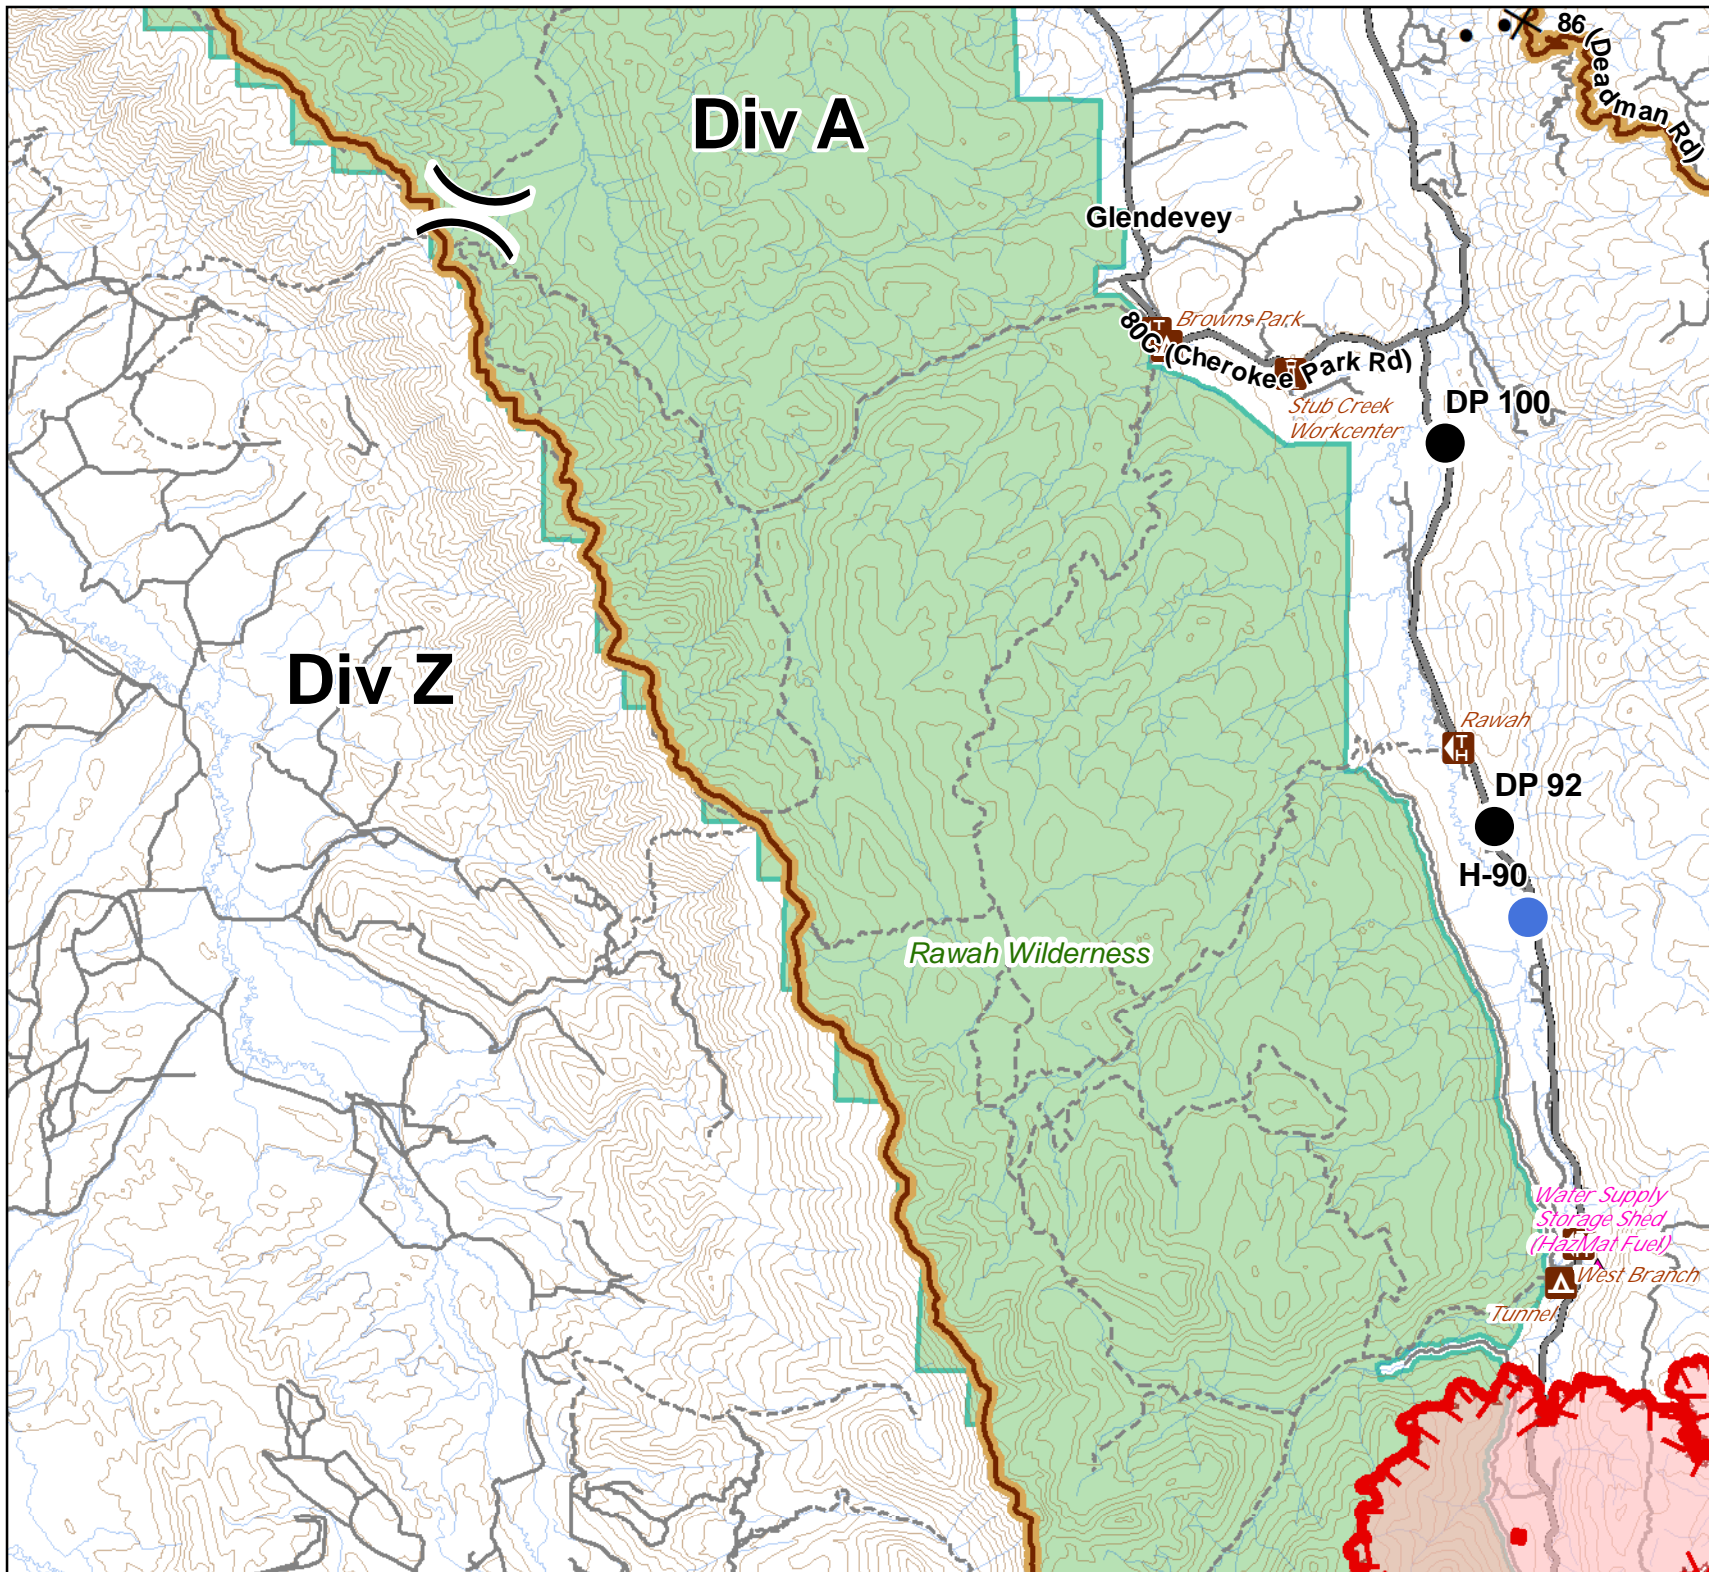 86 (Deadman Rd)
Div A
Glendevey
Browns Park
80C (Cherokee Park Rd)
Stub Creek
Workcenter
DP 100
Div Z
Rawah
T
H
DP 92
H-90
Rawah Wilderness
Water Supply
Storage Shed
(HazMat Fuel)
West Branch
Tunnel